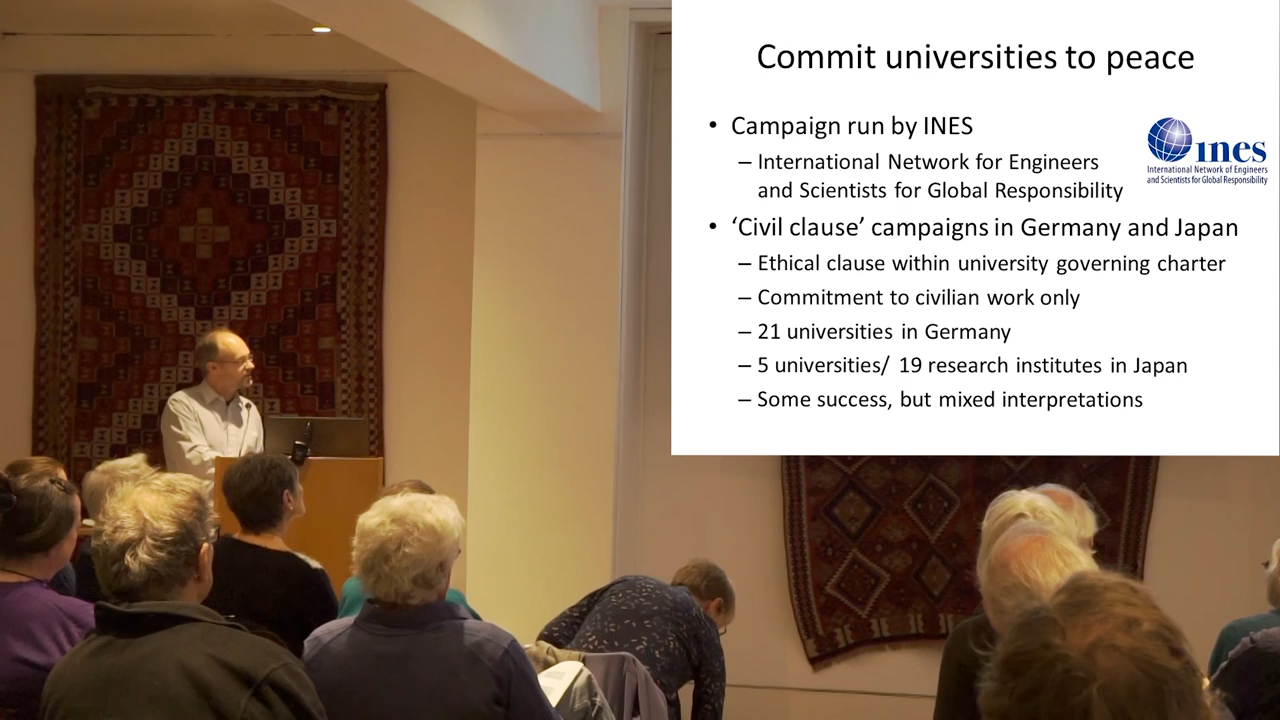 Commit universities to peace
• Campaign run by INES
– International Network for Engineers
and Scientists for Global Responsibility
ines
International Network of Engineers
and Scientists for Global Responsibility
• ‘Civil clause’ campaigns in Germany and Japan
– Ethical clause within university governing charter
– Commitment to civilian work only
– 21 universities in Germany
– 5 universities/ 19 research institutes in Japan
– Some success, but mixed interpretations